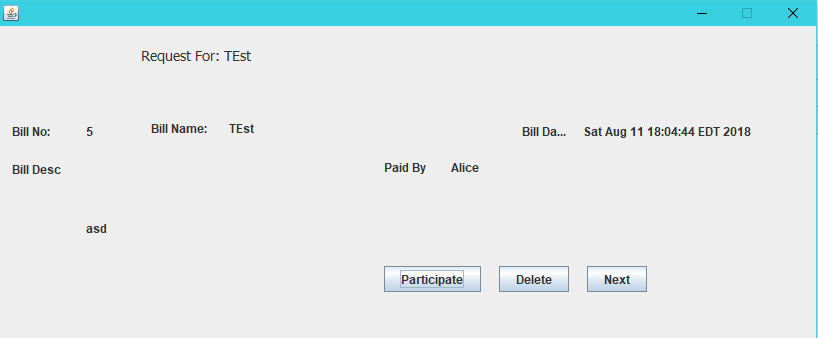 Request For: TEst
Bill No: 5 Bill Name: TEst Bill Da... Sat Aug 11 18:04:44 EDT 2018
Bill Desc Paid By Alice
asd
Participate Delete Next